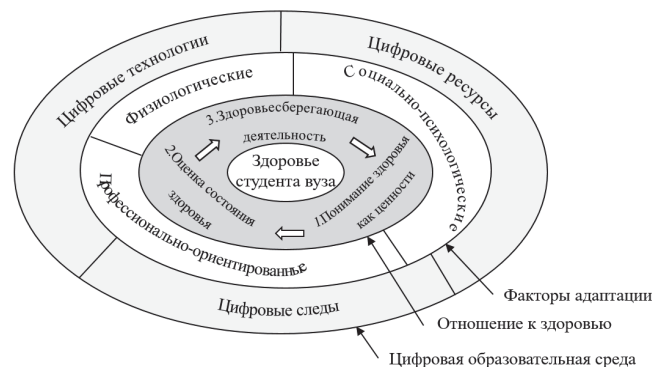 Цифровые технологии
Цифровые ресурсы
Физиологические
Социально-психологические
3.Здоровьесберегающая
деятельность
2.Оценка состояния
здоровья
Здоровье
студента вуза
1.Понимание здоровья
как ценности
Профессионально-ориентированные
Цифровые следы
Факторы адаптации
Отношение к здоровью
Цифровая образовательная среда